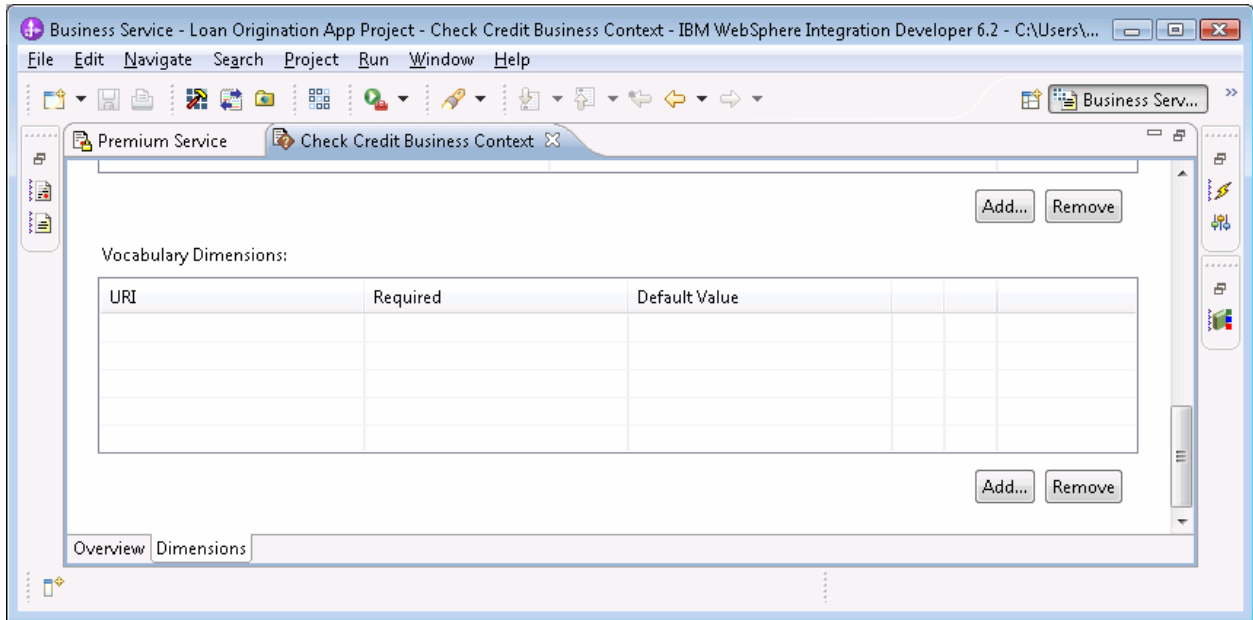 Business Service - Loan Origination App Project - Check Credit Business Context - IBM WebSphere Integration Developer 6.2 - C:\Users\...
File Edit Navigate Search Project Run Window Help
Business Serv...
Premium Service Check Credit Business Context
Add... Remove
Vocabulary Dimensions:
URI Required Default Value
Add... Remove
Overview Dimensions